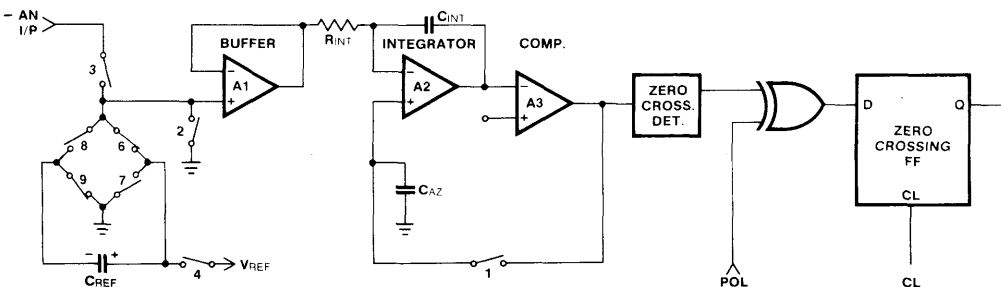 – AN
I/P
3
8
6
9
7
– +
CREF
4
VREF
2
BUFFER
–
+
A1
RINT
CINT
INTEGRATOR
–
+
A2
CAZ
1
COMP.
–
+
A3
ZERO
CROSS.
DET.
POL
D
Q
ZERO
CROSSING
FF
CL
CL